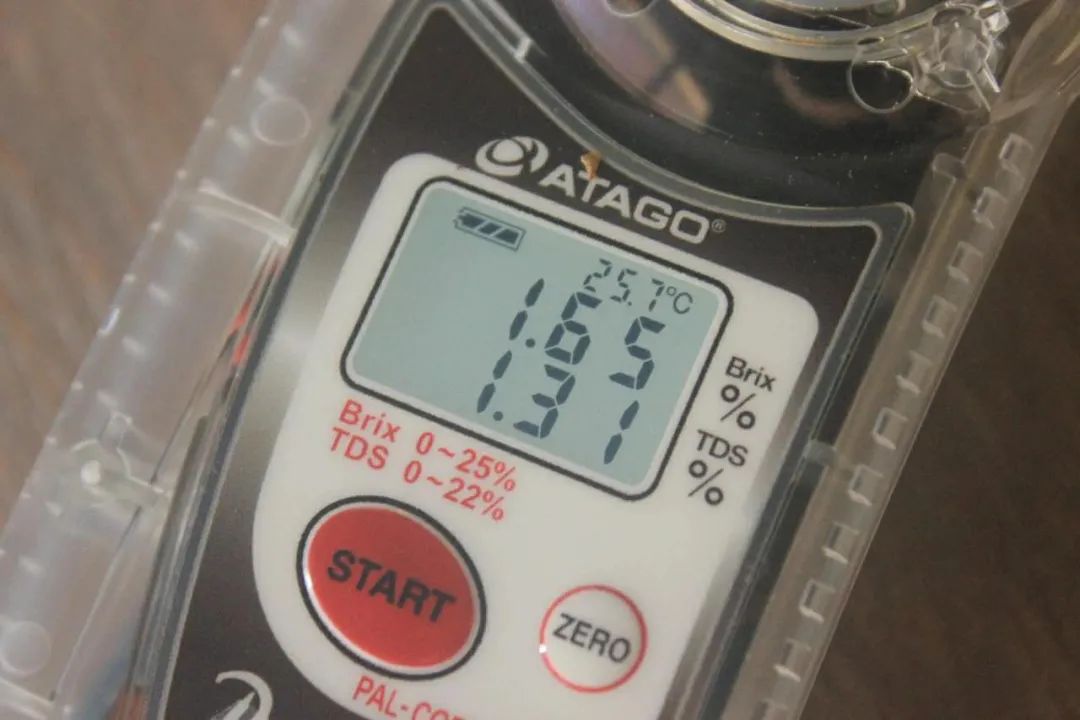 ATAGO®
25.7°C
1.65
Brix
%
1.31
TDS
%
Brix 0~25%
TDS 0~22%
START
ZERO